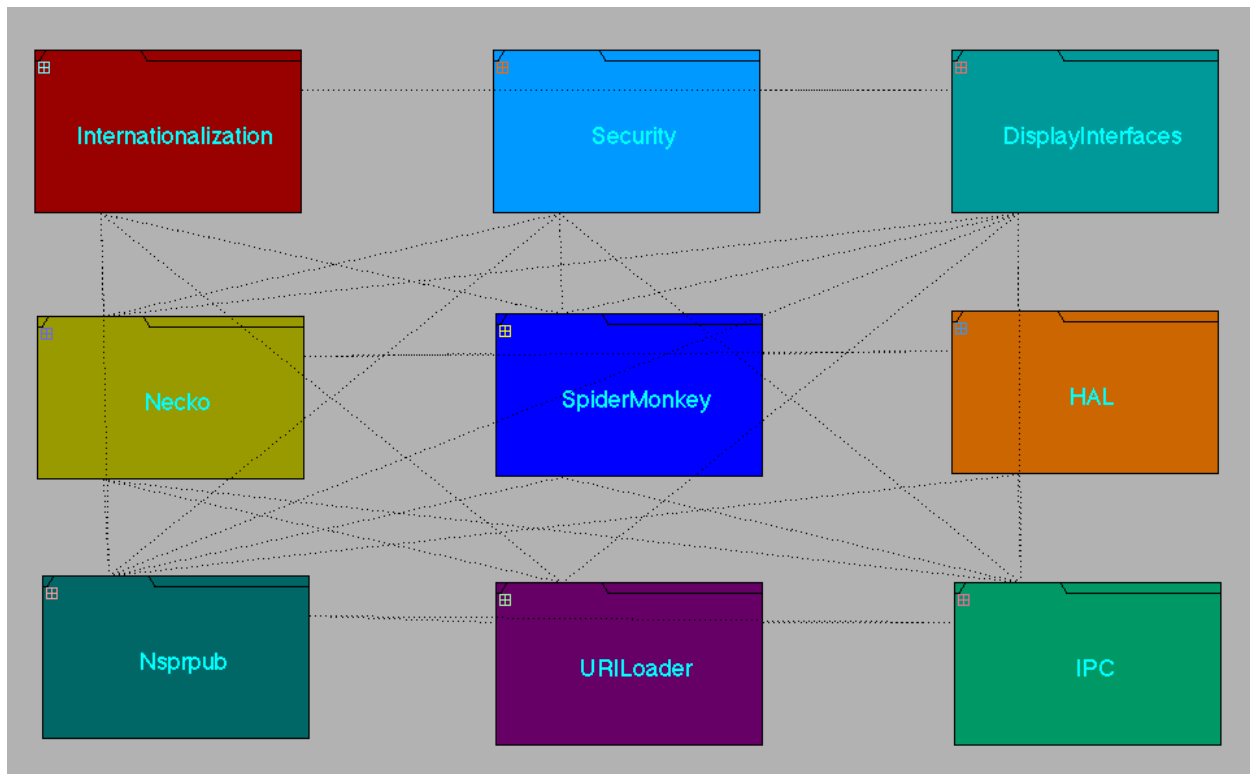 Internationalization
Security
DisplayInterfaces
Necko
SpiderMonkey
HAL
Nsprpub
URILoader
IPC